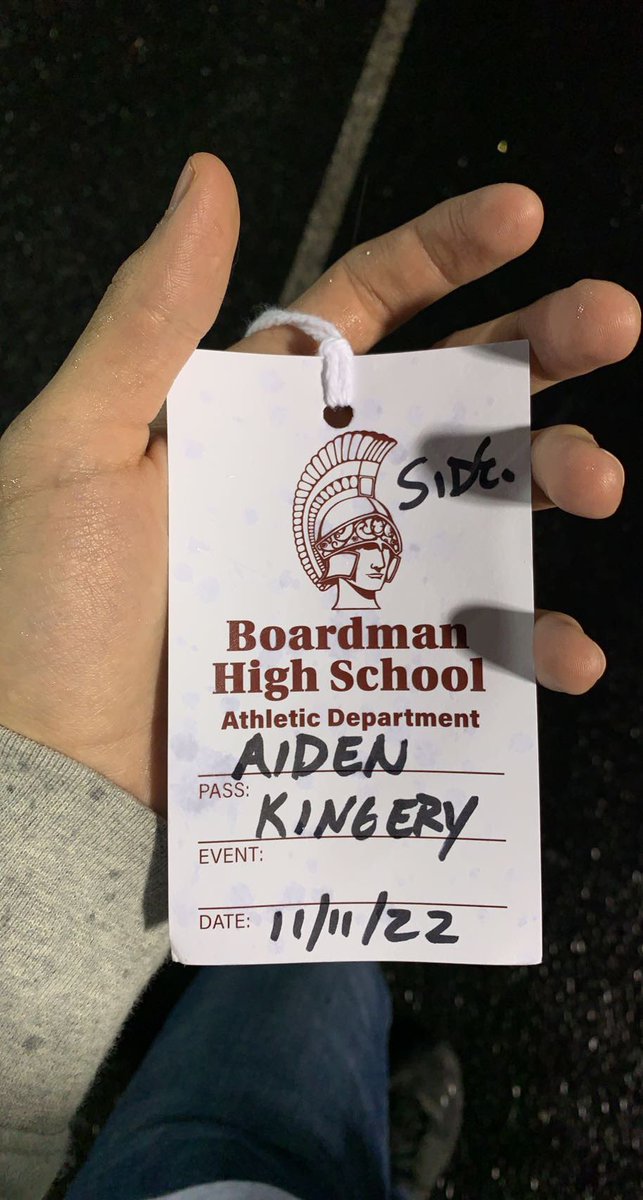 SIDE.
Boardman
High School
Athletic Department
AIDEN
PASS:
KINGERY
EVENT:
DATE: 11/11/22